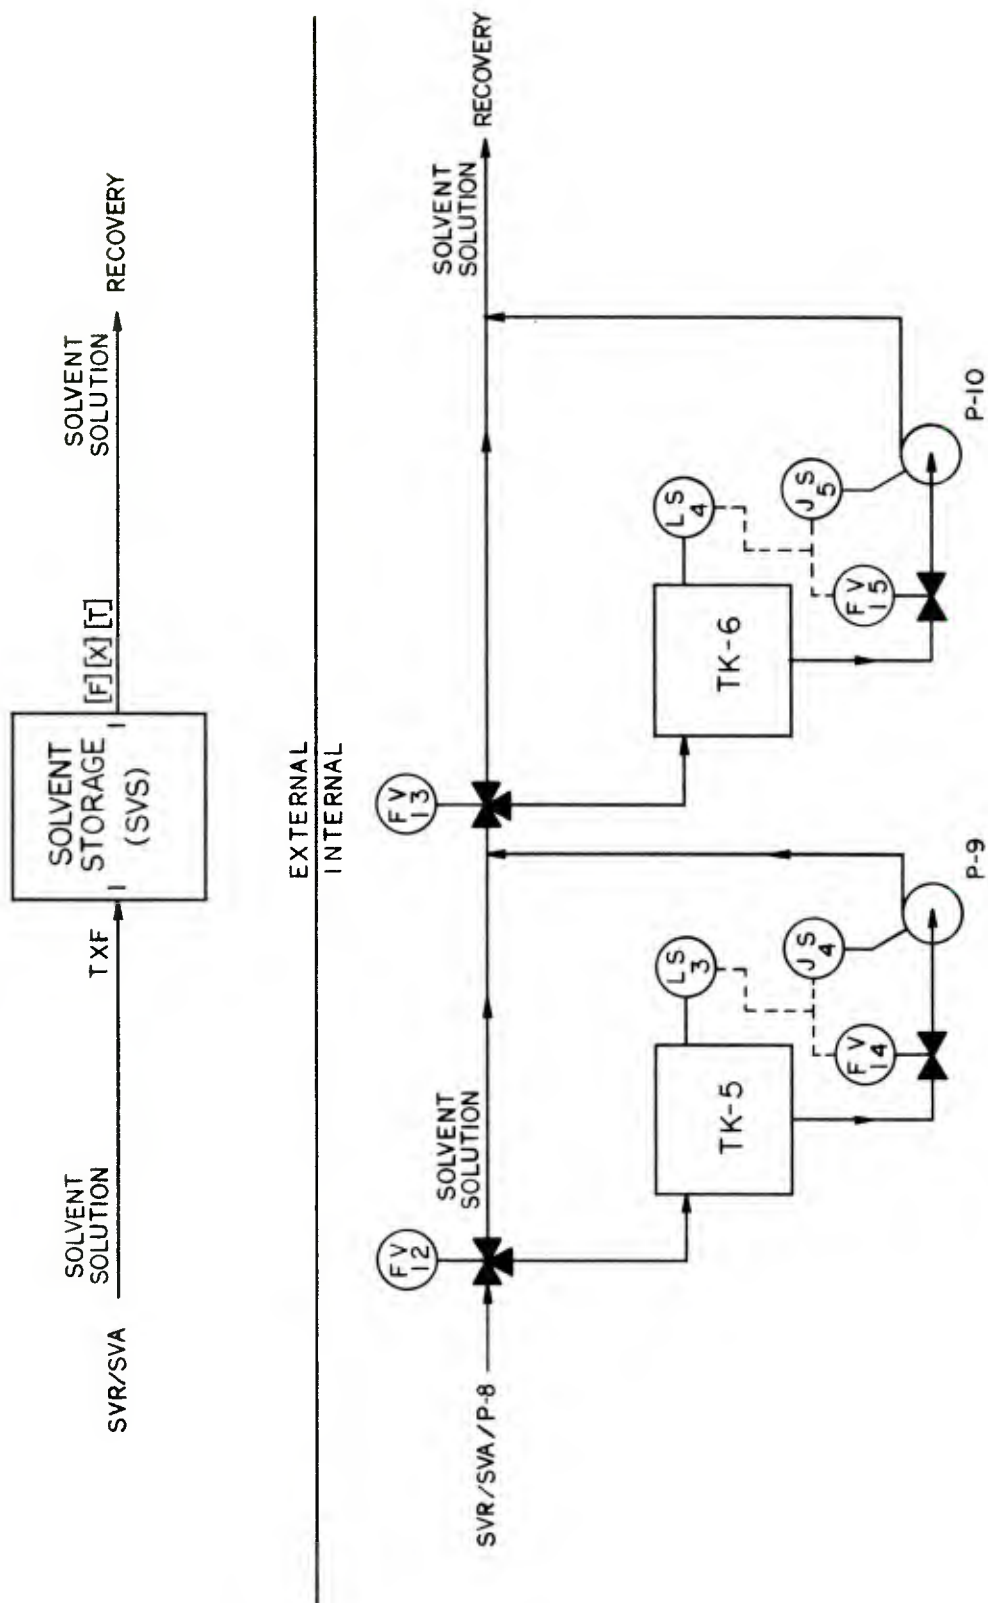 SVR/SVA
SOLVENT
SOLUTION
TXF
1
SOLVENT
STORAGE
(SVS)
1
[F] [X] [T]
SOLVENT
SOLUTION
RECOVERY
EXTERNAL
INTERNAL
SVR/SVA/P-8
FV
12
SOLVENT
SOLUTION
FV
13
SOLVENT
SOLUTION
RECOVERY
TK-5
LS
3
FV
14
JS
4
P-9
TK-6
LS
4
FV
15
JS
5
P-10